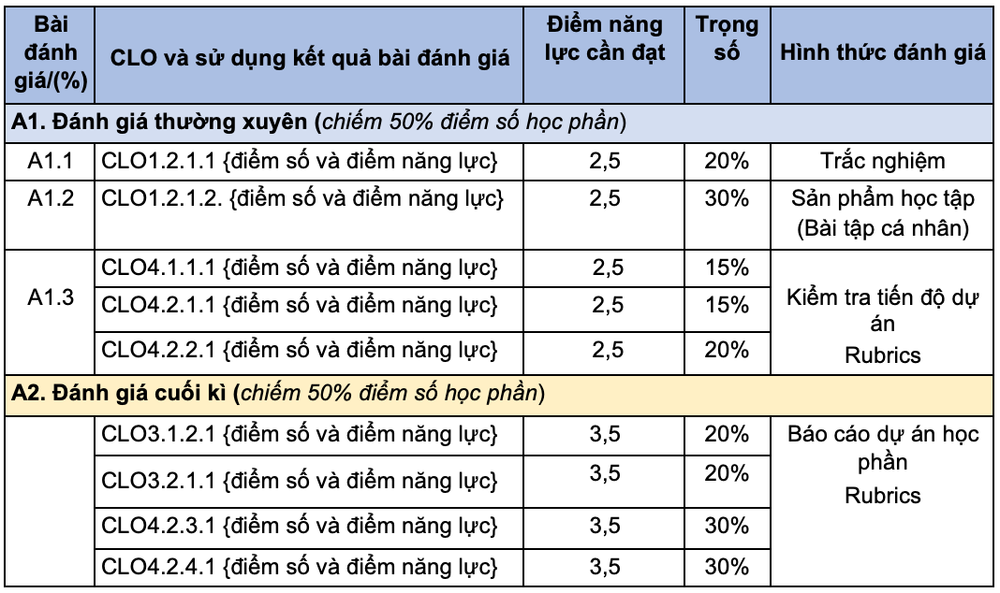 Bài
đánh
giá/(%)
CLO và sử dụng kết quả bài đánh giá
Điểm năng
lực cần đạt
Trọng
số
Hình thức đánh giá
A1. Đánh giá thường xuyên (chiếm 50% điểm số học phần)
A1.1
CLO1.2.1.1 {điểm số và điểm năng lực}
2,5
20%
Trắc nghiệm
A1.2
CLO1.2.1.2. {điểm số và điểm năng lực}
2,5
30%
Sản phẩm học tập
(Bài tập cá nhân)
A1.3
CLO4.1.1.1 {điểm số và điểm năng lực}
2,5
15%
CLO4.2.1.1 {điểm số và điểm năng lực}
2,5
15%
CLO4.2.2.1 {điểm số và điểm năng lực}
2,5
20%
Kiểm tra tiến độ dự
án
Rubrics
A2. Đánh giá cuối kì (chiếm 50% điểm số học phần)
CLO3.1.2.1 {điểm số và điểm năng lực}
3,5
20%
CLO3.2.1.1 {điểm số và điểm năng lực}
3,5
20%
CLO4.2.3.1 {điểm số và điểm năng lực}
3,5
30%
CLO4.2.4.1 {điểm số và điểm năng lực}
3,5
30%
Báo cáo dự án học
phần
Rubrics